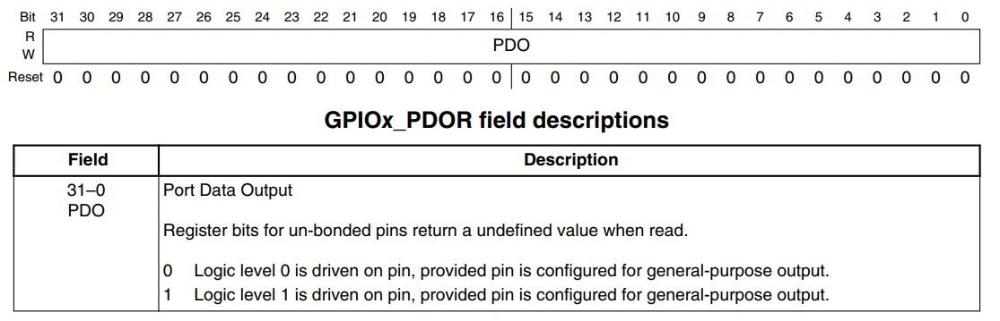 Bit 31 30 29 28 27 26 25 24 23 22 21 20 19 18 17 16 15 14 13 12 11 10 9 8 7 6 5 4 3 2 1 0
R
PDO
W
Reset 0 0 0 0 0 0 0 0 0 0 0 0 0 0 0 0 0 0 0 0 0 0 0 0 0 0 0 0 0 0 0 0
GPIOx_PDOR field descriptions
Field Description
31–0 Port Data Output
PDO
Register bits for un-bonded pins return a undefined value when read.
0 Logic level 0 is driven on pin, provided pin is configured for general-purpose output.
1 Logic level 1 is driven on pin, provided pin is configured for general-purpose output.